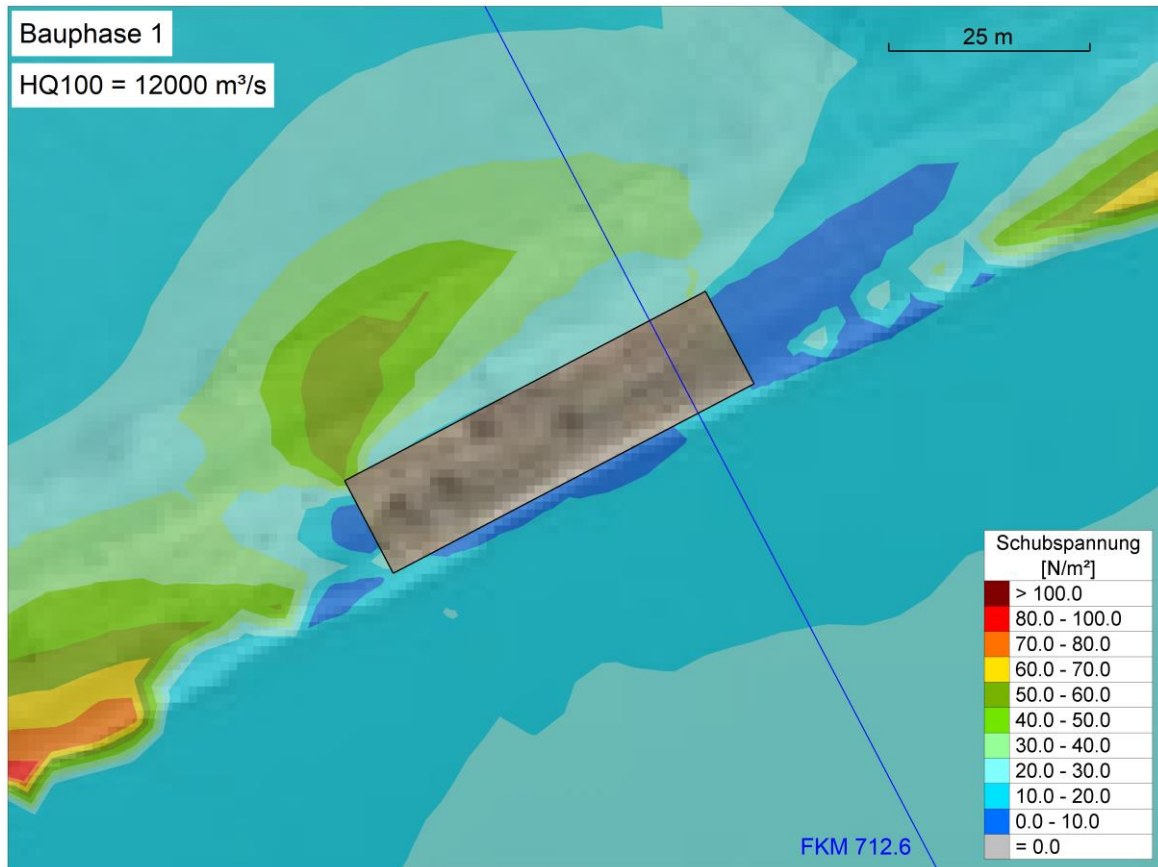 Bauphase 1
HQ100 = 12000 m³/s
25 m
Schubspannung
[N/m²]
> 100.0
80.0 - 100.0
70.0 - 80.0
60.0 - 70.0
50.0 - 60.0
40.0 - 50.0
30.0 - 40.0
20.0 - 30.0
10.0 - 20.0
0.0 - 10.0
= 0.0
FKM 712.6